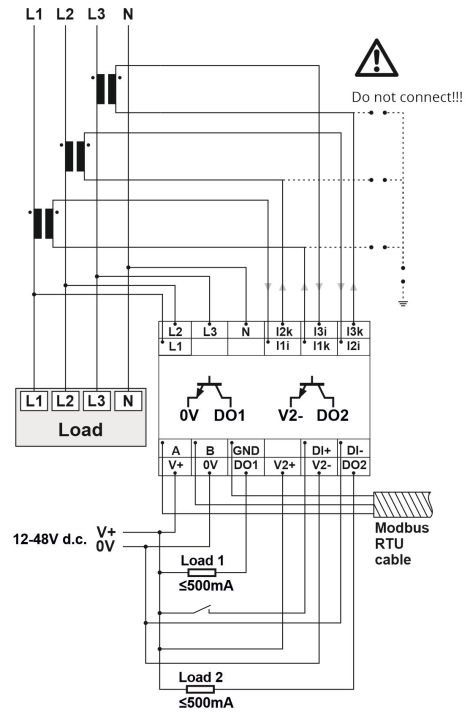 L1 L2 L3 N
Do not connect!!!
L2 L3 N I2k I3i I3k
L1 I1i I1k I2i
0V DO1 V2- DO2
L1 L2 L3 N
Load
A B GND DI+ DI-
V+ 0V DO1 V2+ V2- DO2
Modbus
RTU
cable
12-48V d.c. V+
0V
Load 1
≤500mA
Load 2
≤500mA